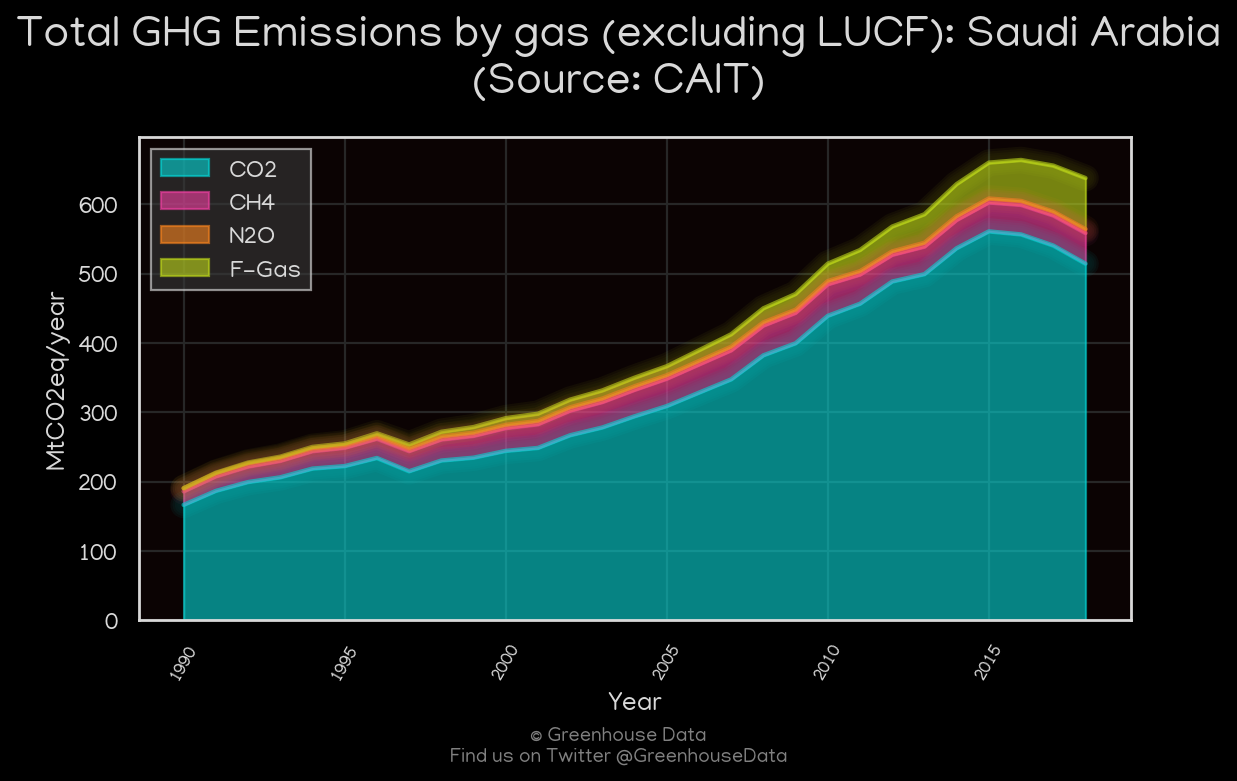 Total GHG Emissions by gas (excluding LUCF): Saudi Arabia
(Source: CAIT)
CO2
CH4
N2O
F-Gas
MtCO2eq/year
600
500
400
300
200
100
0
1990
1995
2000
2005
2010
2015
Year
© Greenhouse Data
Find us on Twitter @GreenhouseData